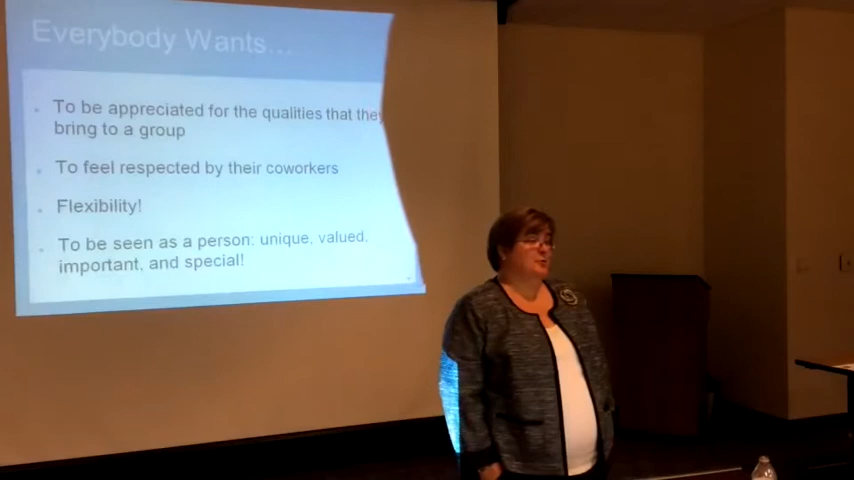 Everybody Wants...
To be appreciated for the qualities that they
bring to a group
To feel respected by their coworkers
Flexibility!
To be seen as a person: unique, valued,
important, and special!